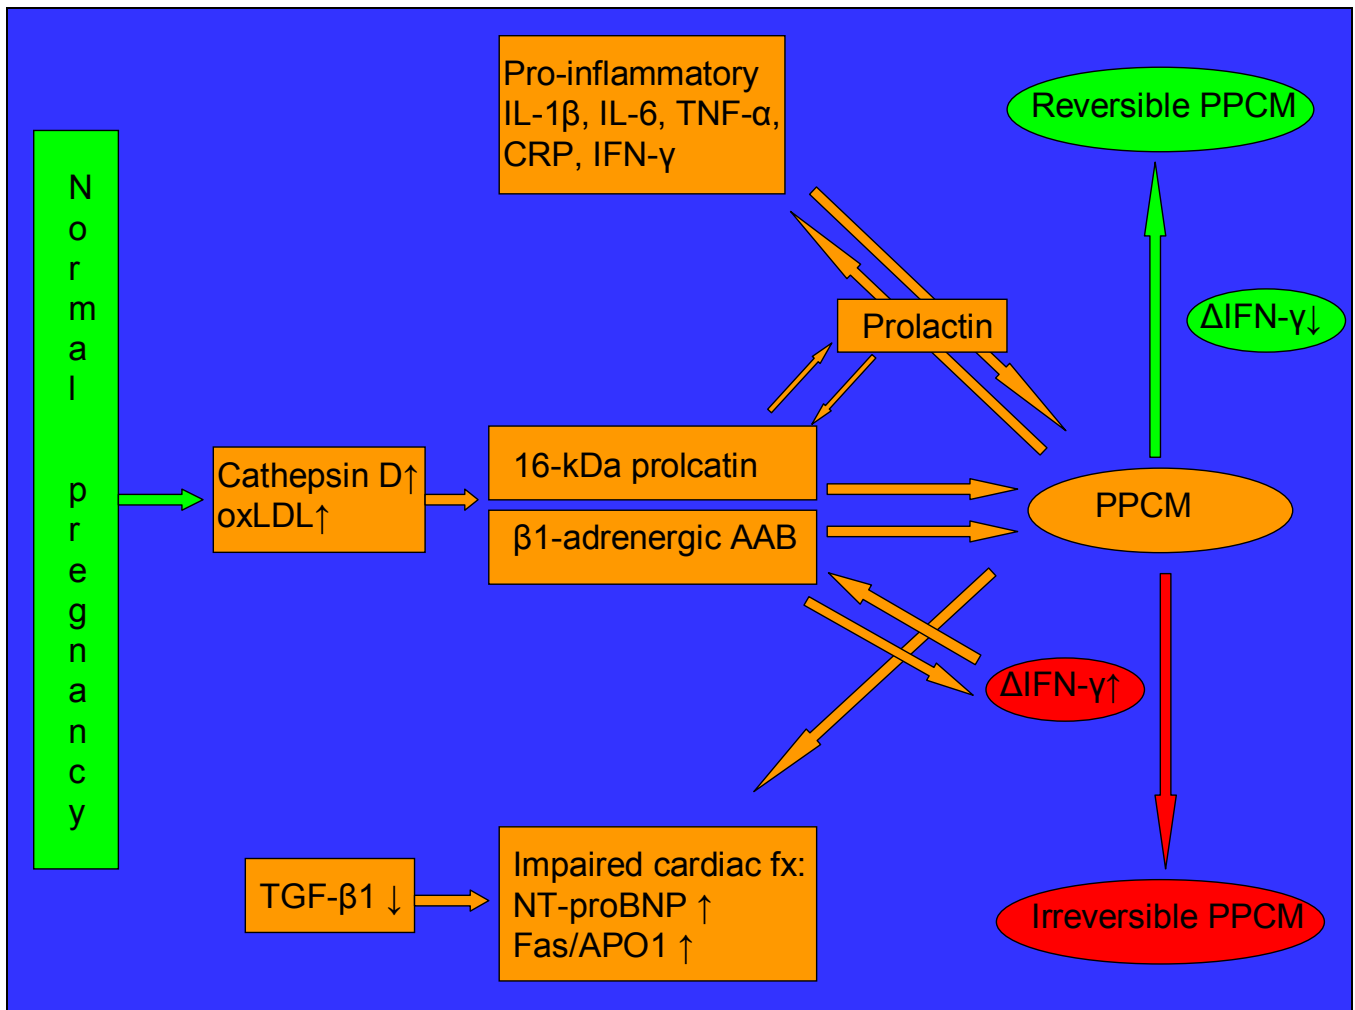 Normal pregnancy
Pro-inflammatory
IL-1β, IL-6, TNF-α,
CRP, IFN-γ
Reversible PPCM
ΔIFN-γ↓
Prolactin
Cathepsin D↑
oxLDL↑
16-kDa prolcatin
β1-adrenergic AAB
PPCM
ΔIFN-γ↑
TGF-β1 ↓
Impaired cardiac fx:
NT-proBNP ↑
Fas/APO1 ↑
Irreversible PPCM